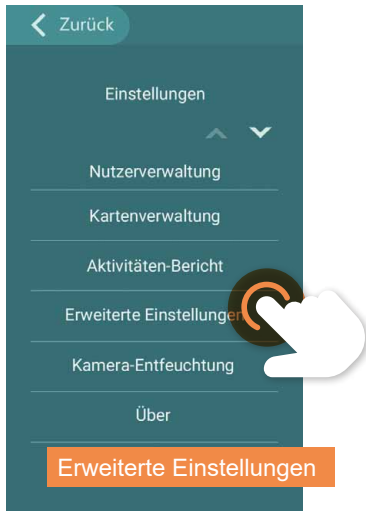 Zurück
Einstellungen
Nutzerverwaltung
Kartenverwaltung
Aktivitäten-Bericht
Erweiterte Einstellungen
Kamera-Entfeuchtung
Über
Erweiterte Einstellungen